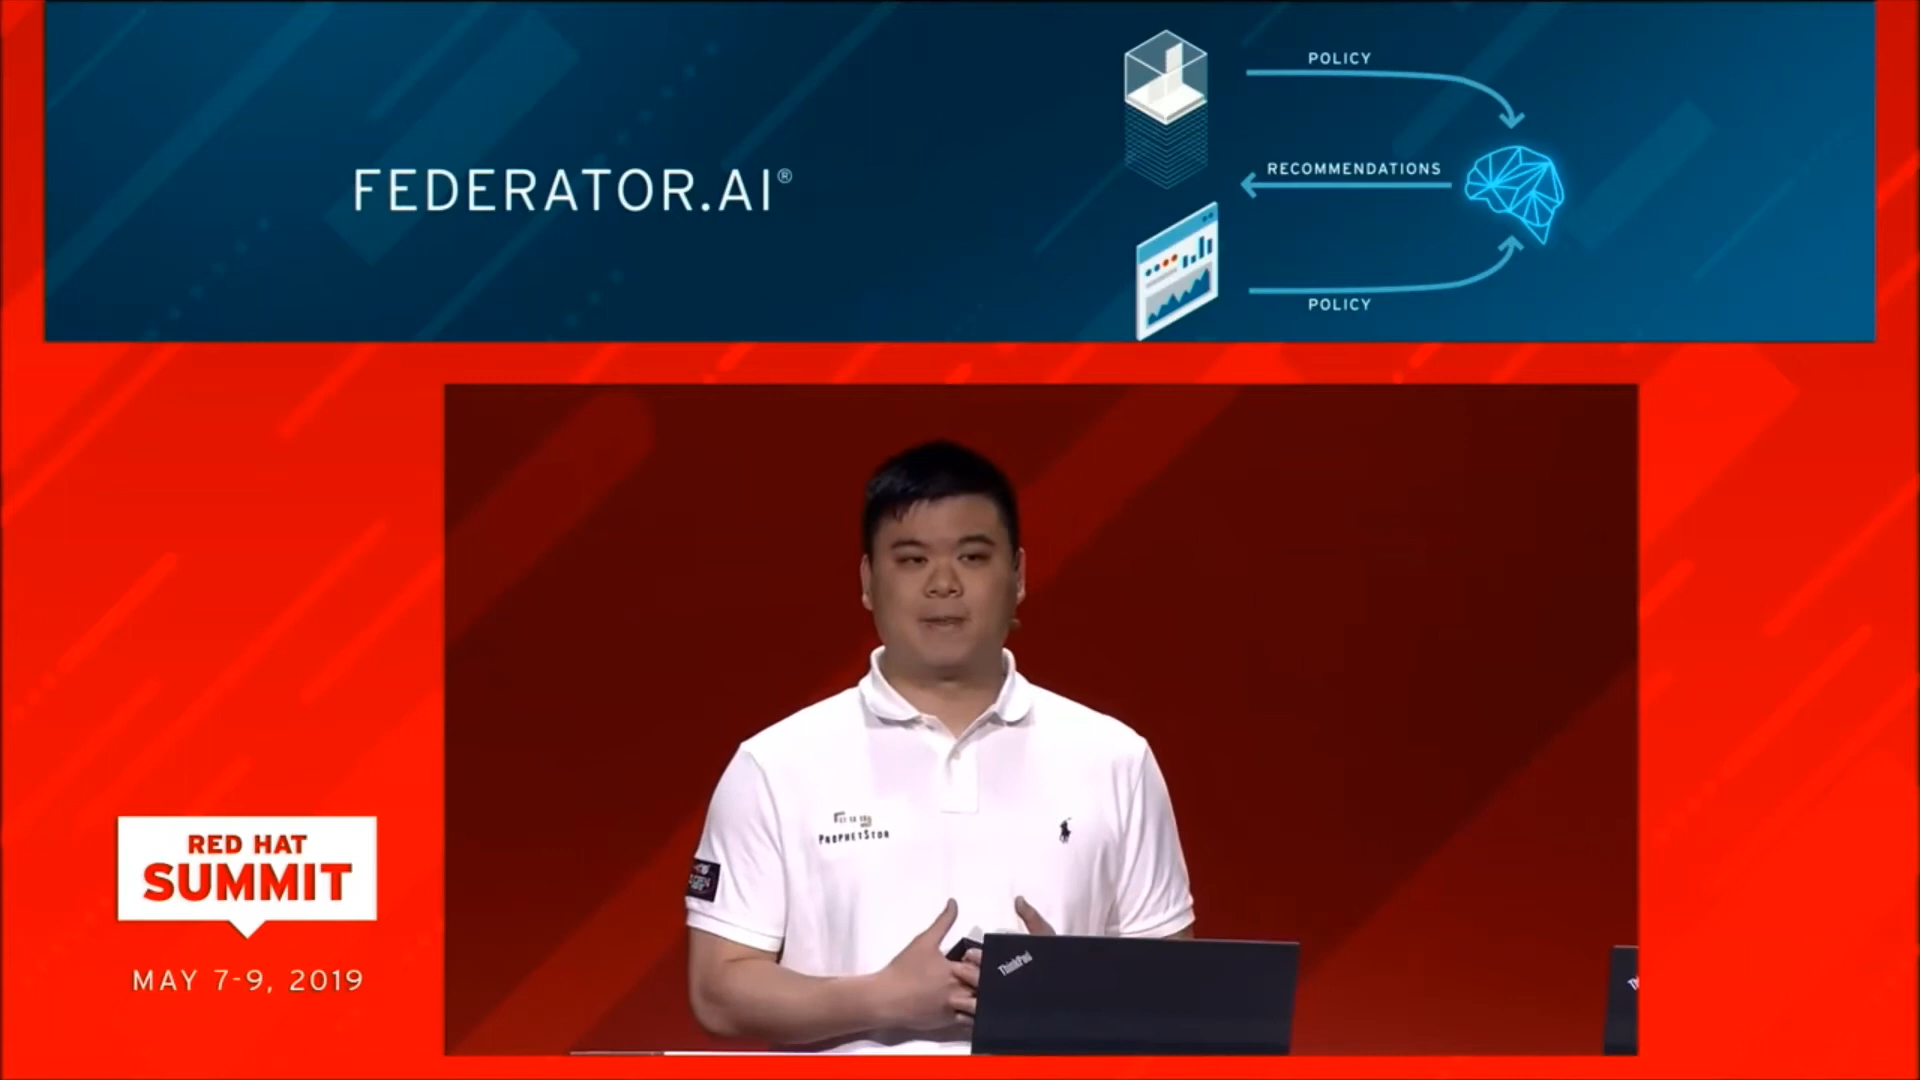 POLICY
RECOMMENDATIONS
FEDERATOR.AI®
POLICY
PROPHETSTOR
RED HAT
SUMMIT
MAY 7-9, 2019
ThinkPad